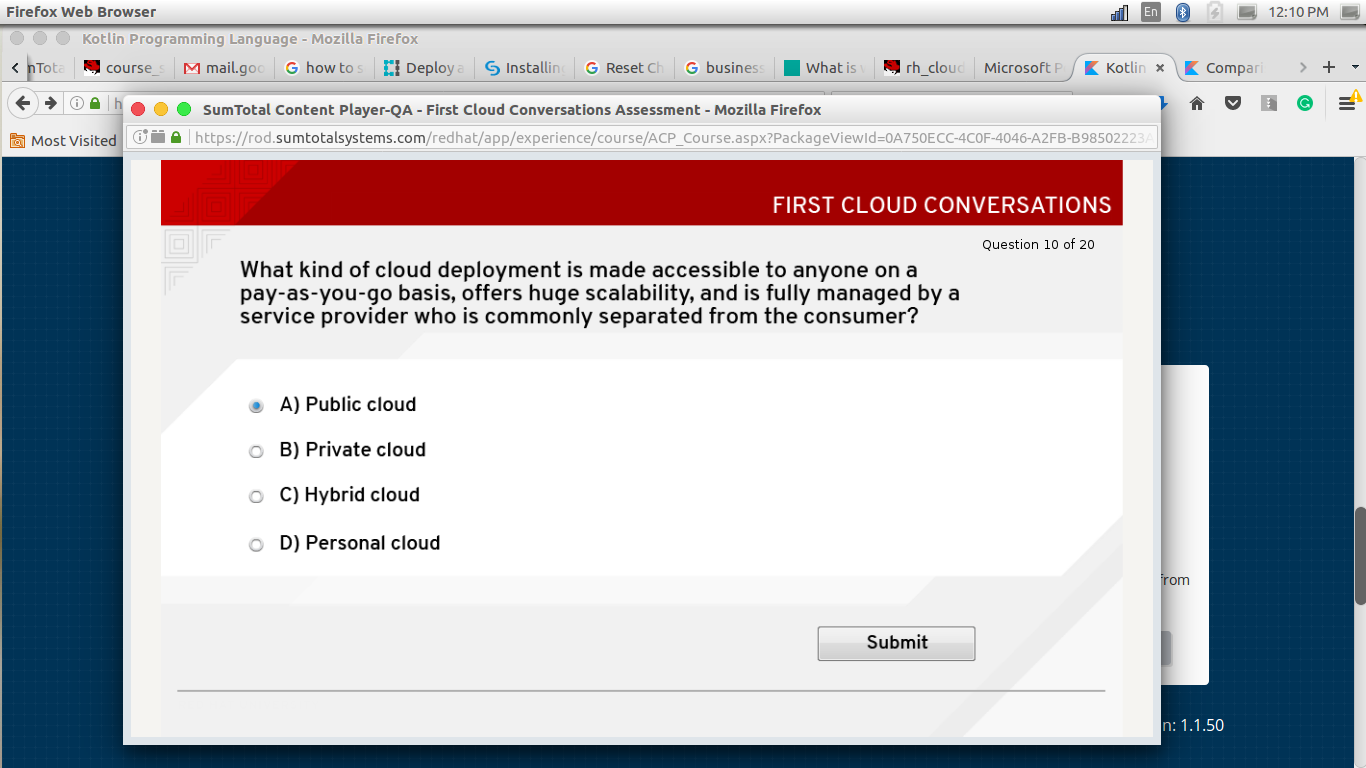 Firefox Web Browser
En
12:10 PM
Kotlin Programming Language - Mozilla Firefox
course_s
mail.goo
how to s
Deploy a
Installin
Reset Ch
business
What is
rh_cloud
Microsoft P
Kotlin
Compari
SumTotal Content Player-QA - First Cloud Conversations Assessment - Mozilla Firefox
https://rod.sumtotalsystems.com/redhat/app/experience/course/ACP_Course.aspx?PackageViewId=0A750ECC-4C0F-4046-A2FB-B98502223A
Most Visited
FIRST CLOUD CONVERSATIONS
Question 10 of 20
What kind of cloud deployment is made accessible to anyone on a
pay-as-you-go basis, offers huge scalability, and is fully managed by a
service provider who is commonly separated from the consumer?
A) Public cloud
B) Private cloud
C) Hybrid cloud
D) Personal cloud
from
Submit
n: 1.1.50